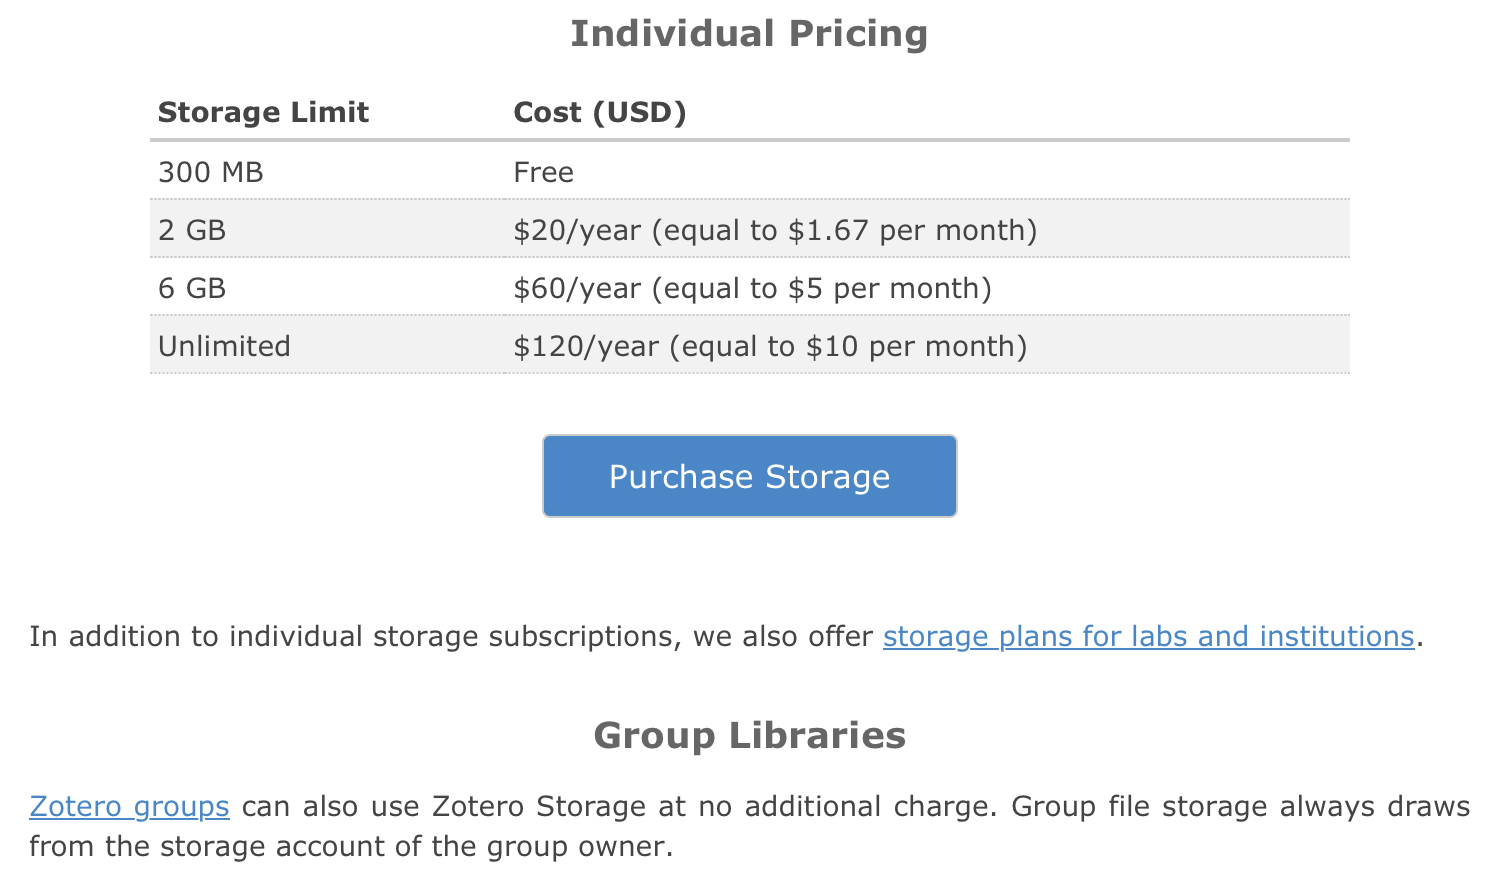 Individual Pricing
Storage Limit Cost (USD)
300 MB Free
2 GB $20/year (equal to $1.67 per month)
6 GB $60/year (equal to $5 per month)
Unlimited $120/year (equal to $10 per month)
Purchase Storage
In addition to individual storage subscriptions, we also offer storage plans for labs and institutions.
Group Libraries
Zotero groups can also use Zotero Storage at no additional charge. Group file storage always draws
from the storage account of the group owner.